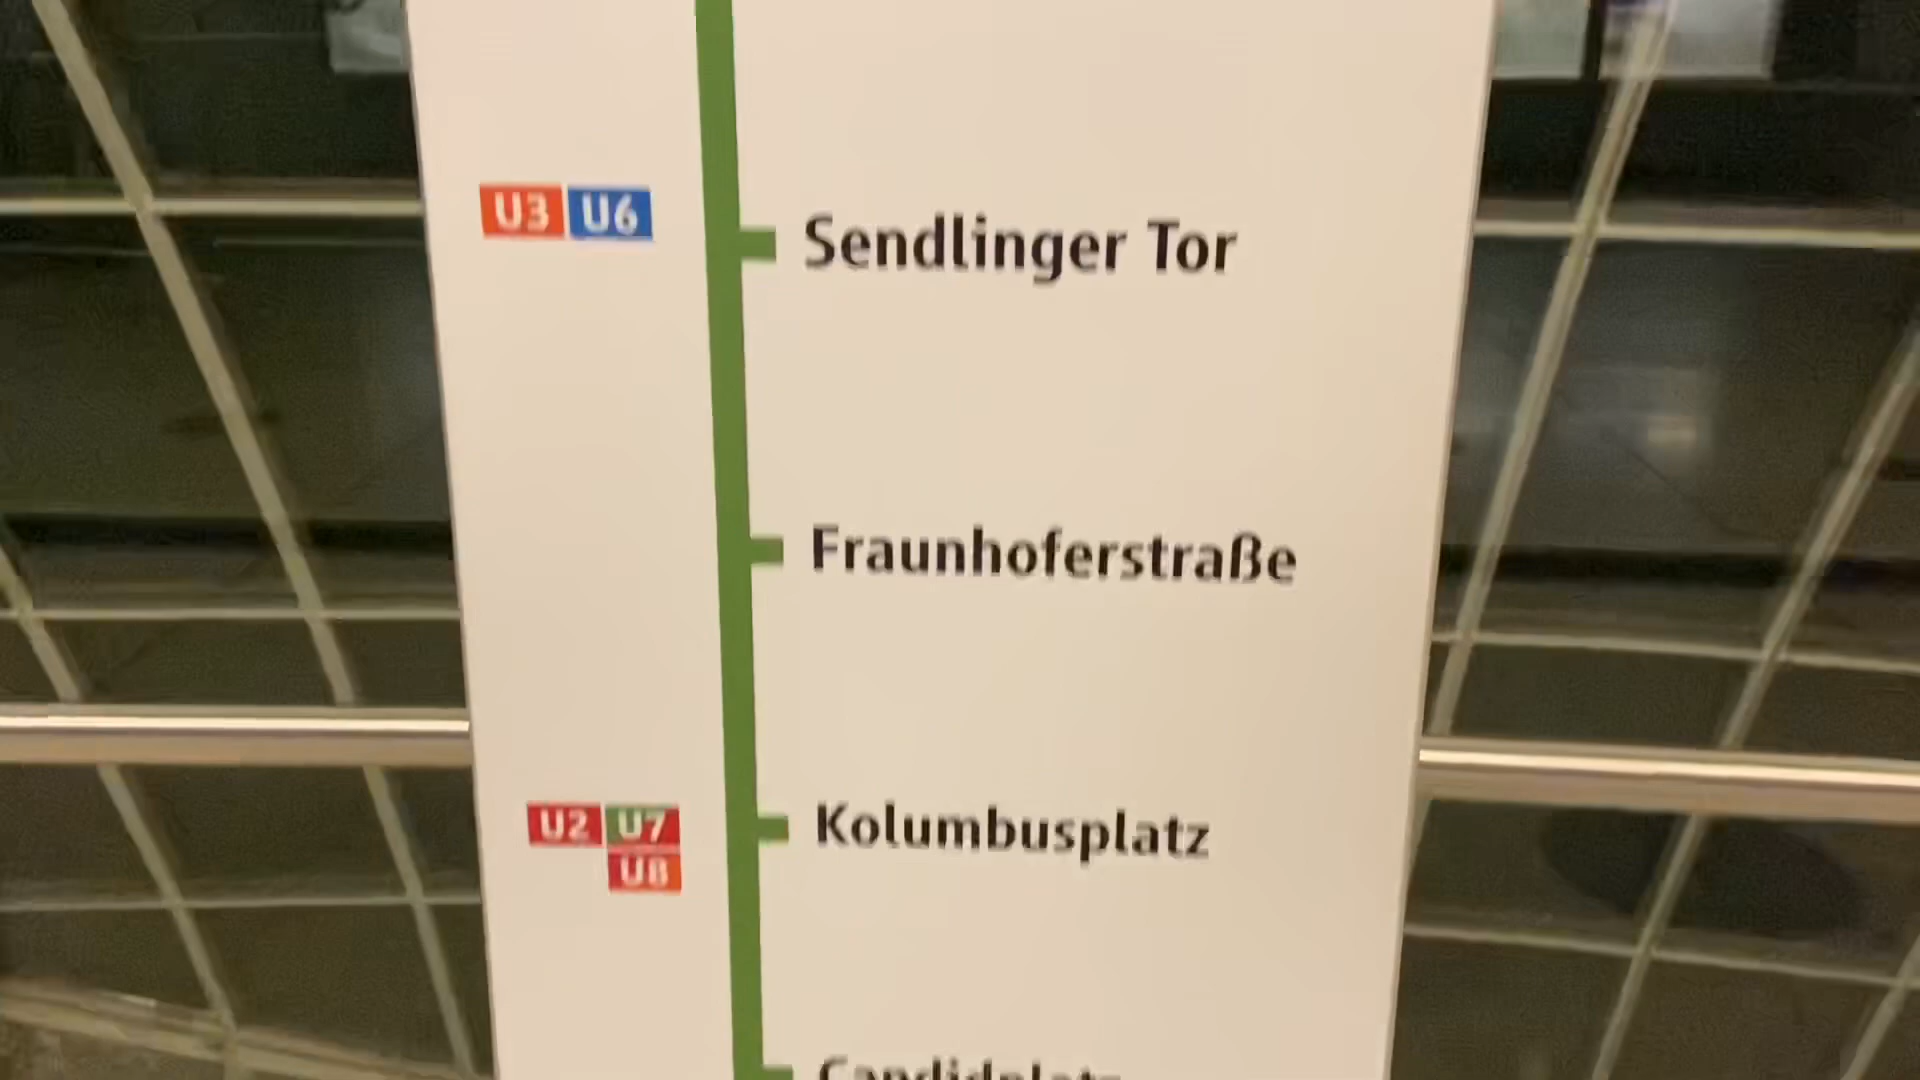 U3 U6
Sendlinger Tor
Fraunhoferstraße
U2 U7
Kolumbusplatz
U8
Candidplatz